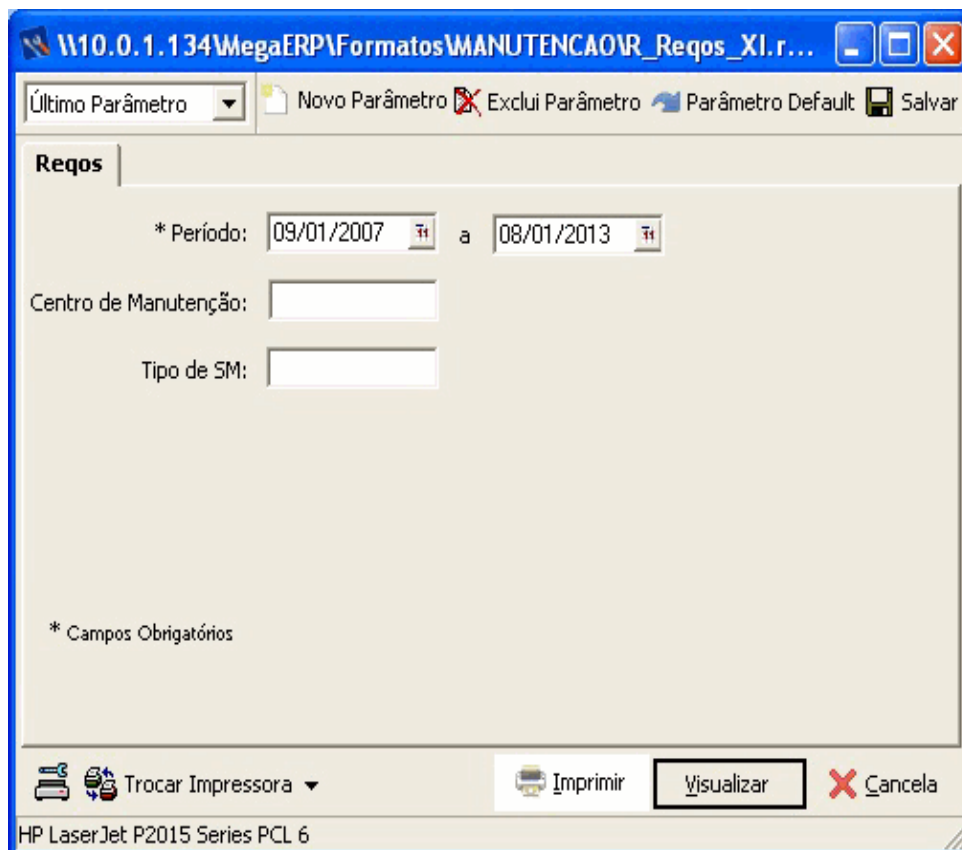 \\10.0.1.134\MegaERP\Formatos\MANUTENCAO\R_Reqos_XI.r...
Último Parâmetro Novo Parâmetro Exclui Parâmetro Parâmetro Default Salvar
Reqos
* Período: 09/01/2007 a 08/01/2013
Centro de Manutenção:
Tipo de SM:
* Campos Obrigatórios
Trocar Impressora Imprimir Visualizar Cancela
HP LaserJet P2015 Series PCL 6